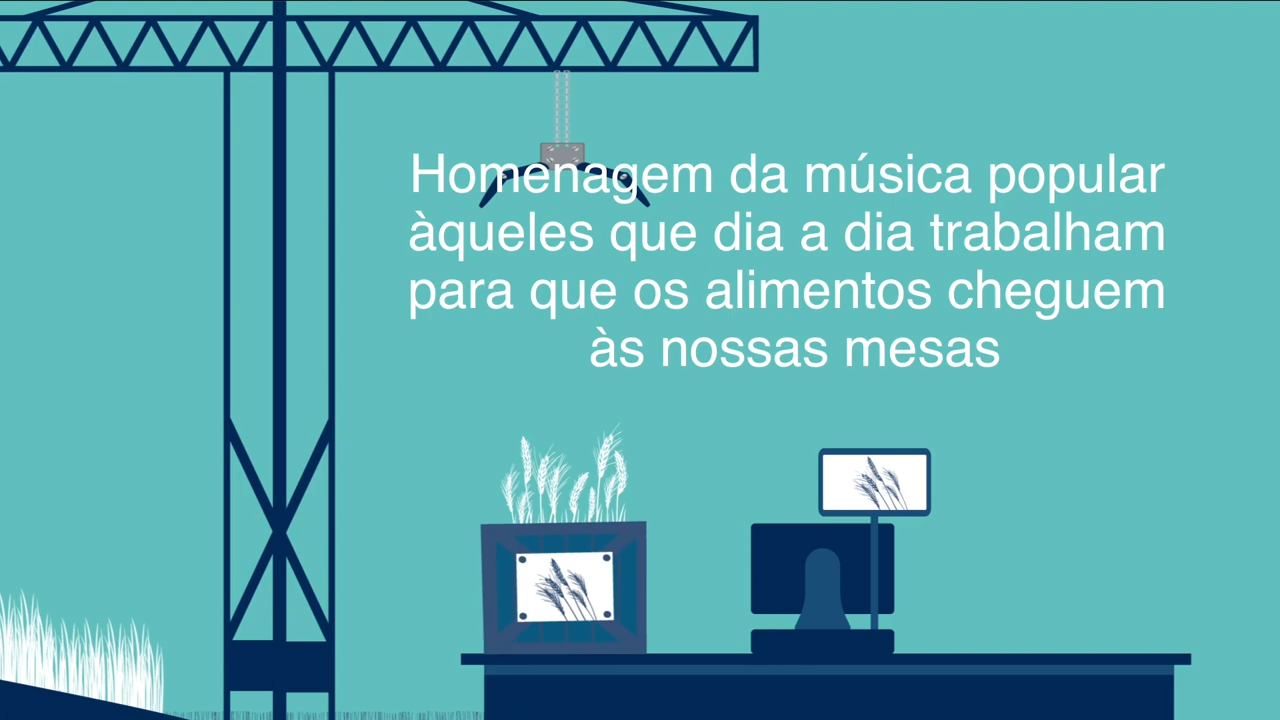 Homenagem da música popular
àqueles que dia a dia trabalham
para que os alimentos cheguem
às nossas mesas